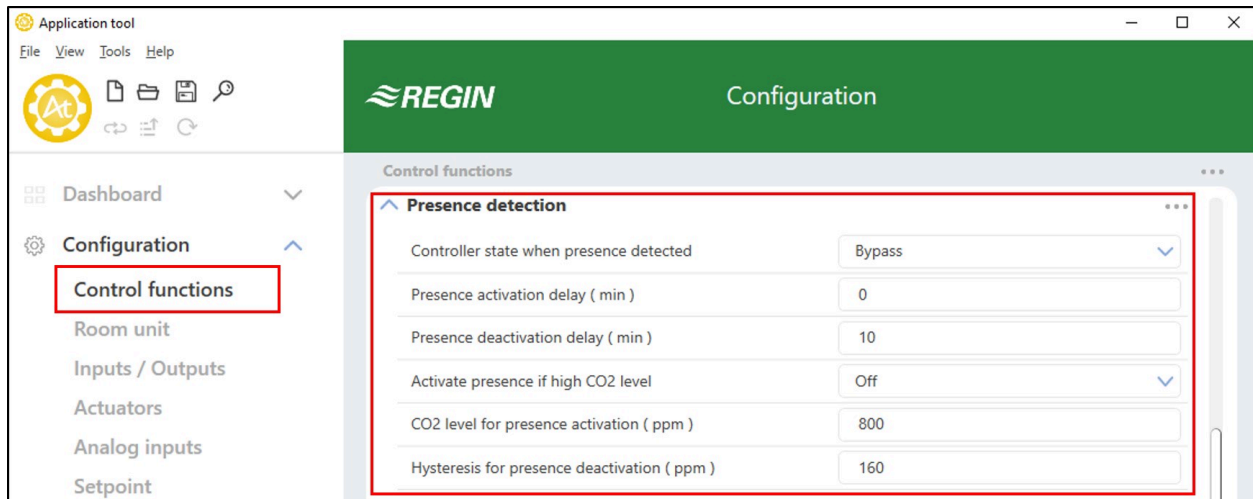 Application tool
File View Tools Help
At
REGIN
Configuration
Dashboard
Configuration
Control functions
Room unit
Inputs / Outputs
Actuators
Analog inputs
Setpoint
Control functions
Presence detection
Controller state when presence detected Bypass
Presence activation delay ( min ) 0
Presence deactivation delay ( min ) 10
Activate presence if high CO2 level Off
CO2 level for presence activation ( ppm ) 800
Hysteresis for presence deactivation ( ppm ) 160